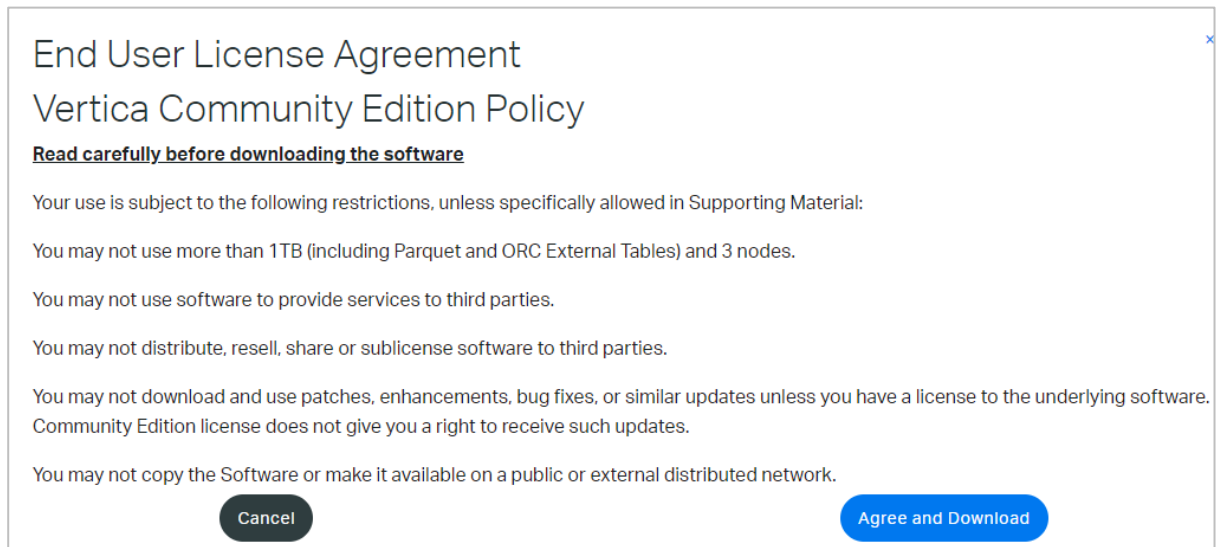 End User License Agreement
×
Vertica Community Edition Policy
Read carefully before downloading the software
Your use is subject to the following restrictions, unless specifically allowed in Supporting Material:
You may not use more than 1TB (including Parquet and ORC External Tables) and 3 nodes.
You may not use software to provide services to third parties.
You may not distribute, resell, share or sublicense software to third parties.
You may not download and use patches, enhancements, bug fixes, or similar updates unless you have a license to the underlying software.
Community Edition license does not give you a right to receive such updates.
You may not copy the Software or make it available on a public or external distributed network.
Cancel
Agree and Download